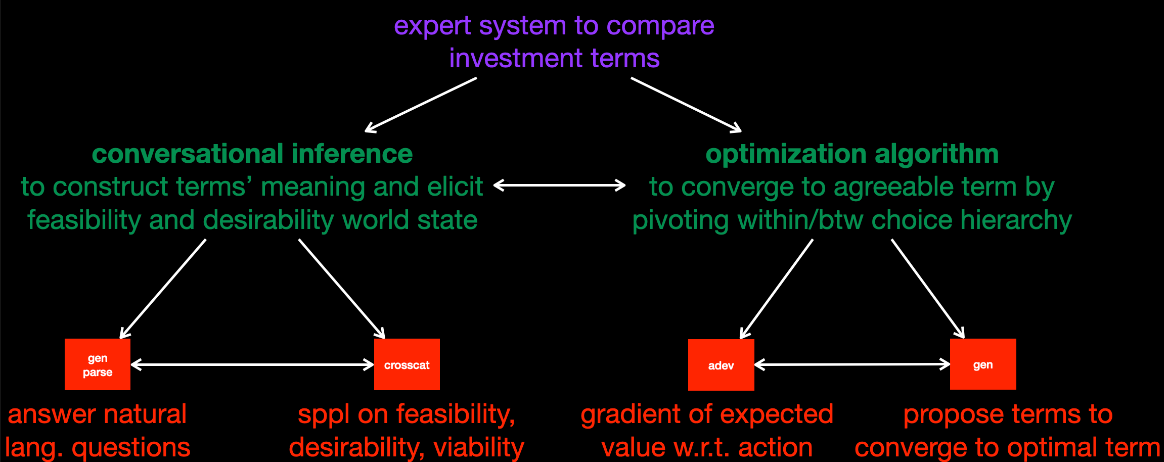 expert system to compare
investment terms
conversational inference
to construct terms' meaning and elicit
feasibility and desirability world state
optimization algorithm
to converge to agreeable term by
pivoting within/btw choice hierarchy
gen
parse
crosscat
adev
gen
answer natural
lang. questions
sppl on feasibility,
desirability, viability
gradient of expected
value w.r.t. action
propose terms to
converge to optimal term